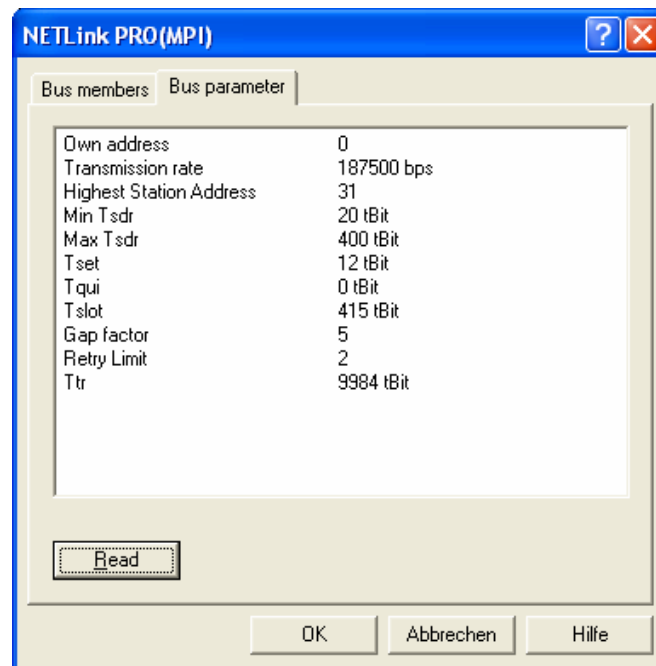 NETLink PRO(MPI)
?
Bus members Bus parameter
Own address 0
Transmission rate 187500 bps
Highest Station Address 31
Min Tsdr 20 tBit
Max Tsdr 400 tBit
Tset 12 tBit
Tqui 0 tBit
Tslot 415 tBit
Gap factor 5
Retry Limit 2
Ttr 9984 tBit
Read
OK Abbrechen Hilfe